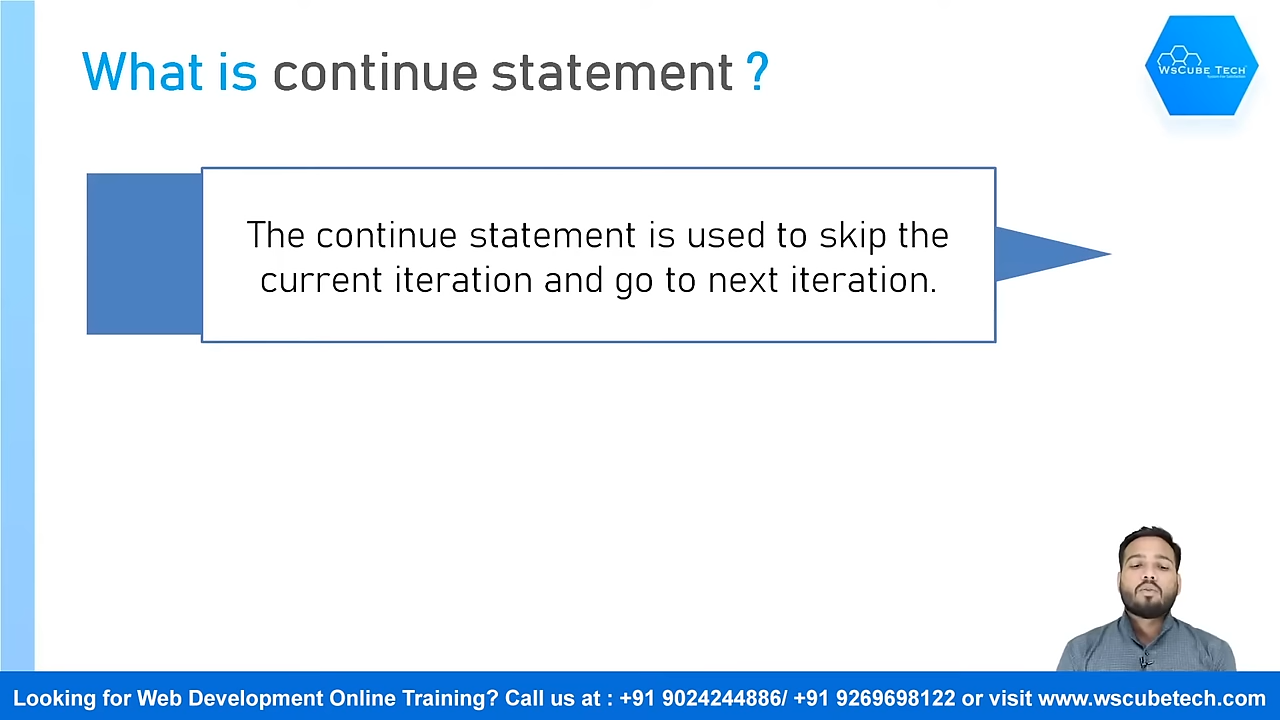 What is continue statement ?
WsCube Tech
The continue statement is used to skip the
current iteration and go to next iteration.
Looking for Web Development Online Training? Call us at : +91 9024244886/ +91 9269698122 or visit www.wscubetech.com